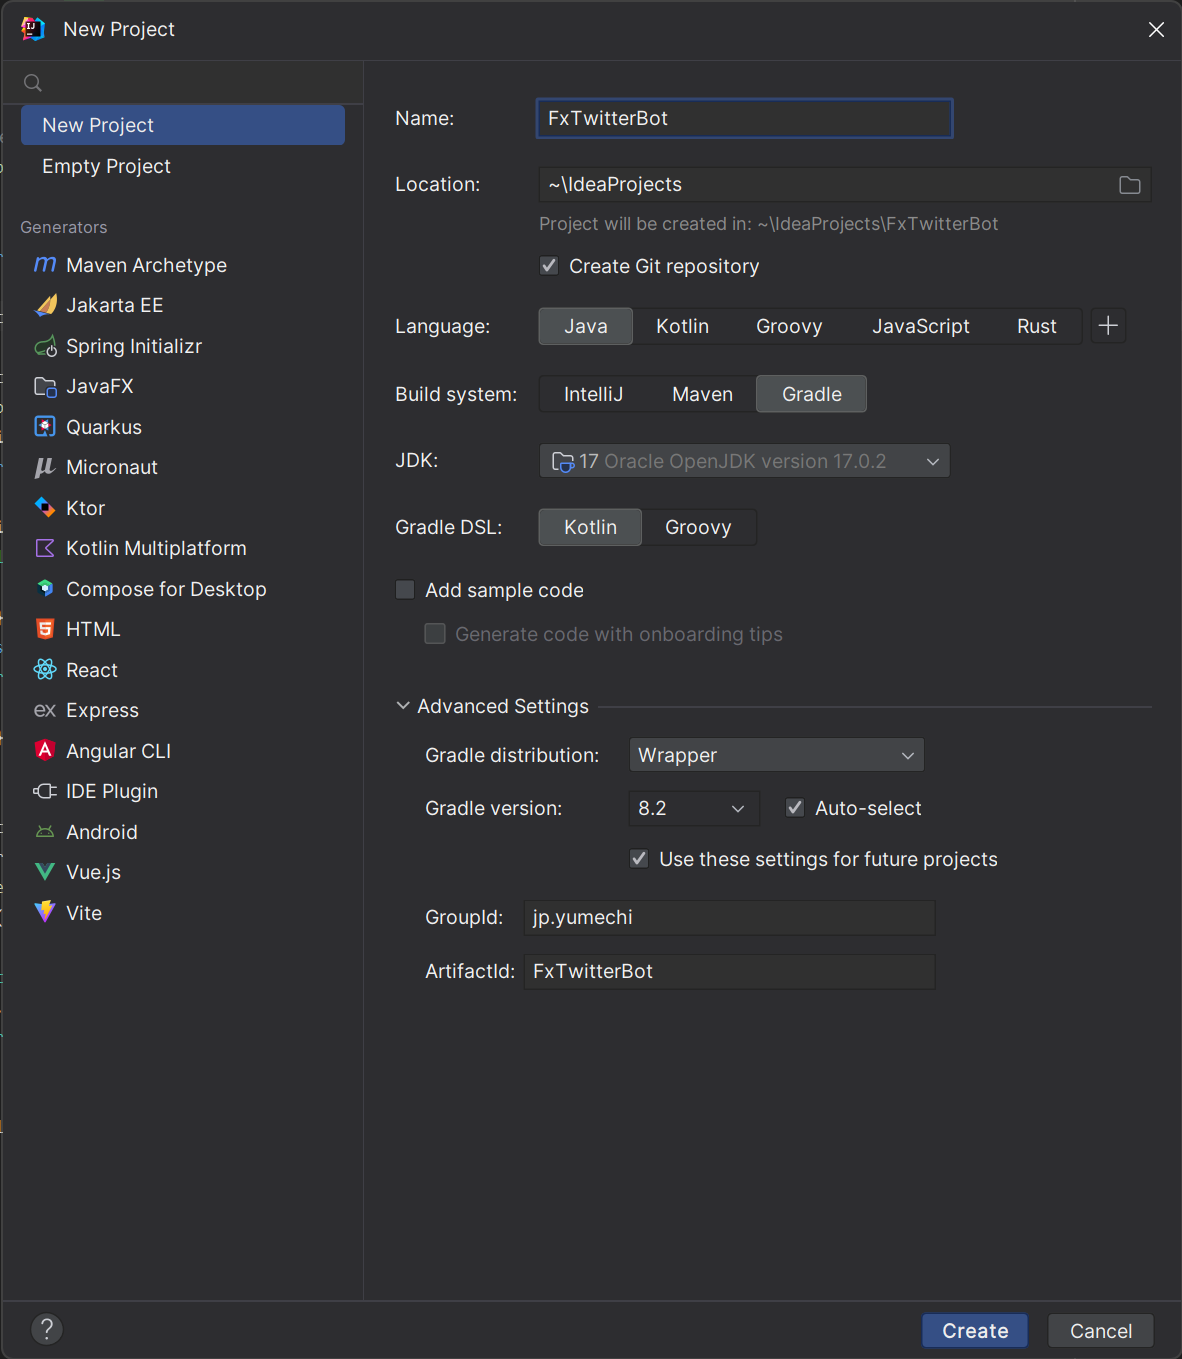 New Project
New Project
Empty Project
Generators
Maven Archetype
Jakarta EE
Spring Initializr
JavaFX
Quarkus
Micronaut
Ktor
Kotlin Multiplatform
Compose for Desktop
HTML
React
ex Express
Angular CLI
IDE Plugin
Android
Vue.js
Vite
Name: FxTwitterBot
Location: ~\IdeaProjects
Project will be created in: ~\IdeaProjects\FxTwitterBot
Create Git repository
Language: Java Kotlin Groovy JavaScript Rust
Build system: IntelliJ Maven Gradle
JDK: 17 Oracle OpenJDK version 17.0.2
Gradle DSL: Kotlin Groovy
Add sample code
Generate code with onboarding tips
Advanced Settings
Gradle distribution: Wrapper
Gradle version: 8.2 Auto-select
Use these settings for future projects
GroupId: jp.yumechi
ArtifactId: FxTwitterBot
? Create Cancel